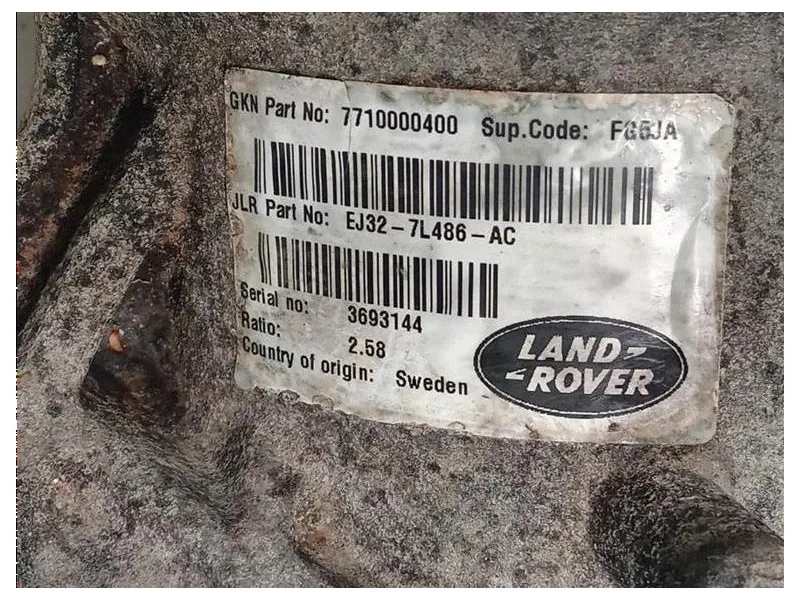 GKN Part No: 7710000400 Sup.Code: FG5JA
JLR Part No: EJ32-7L486-AC
Serial no: 3693144
Ratio: 2.58
Country of origin: Sweden
LAND
ROVER